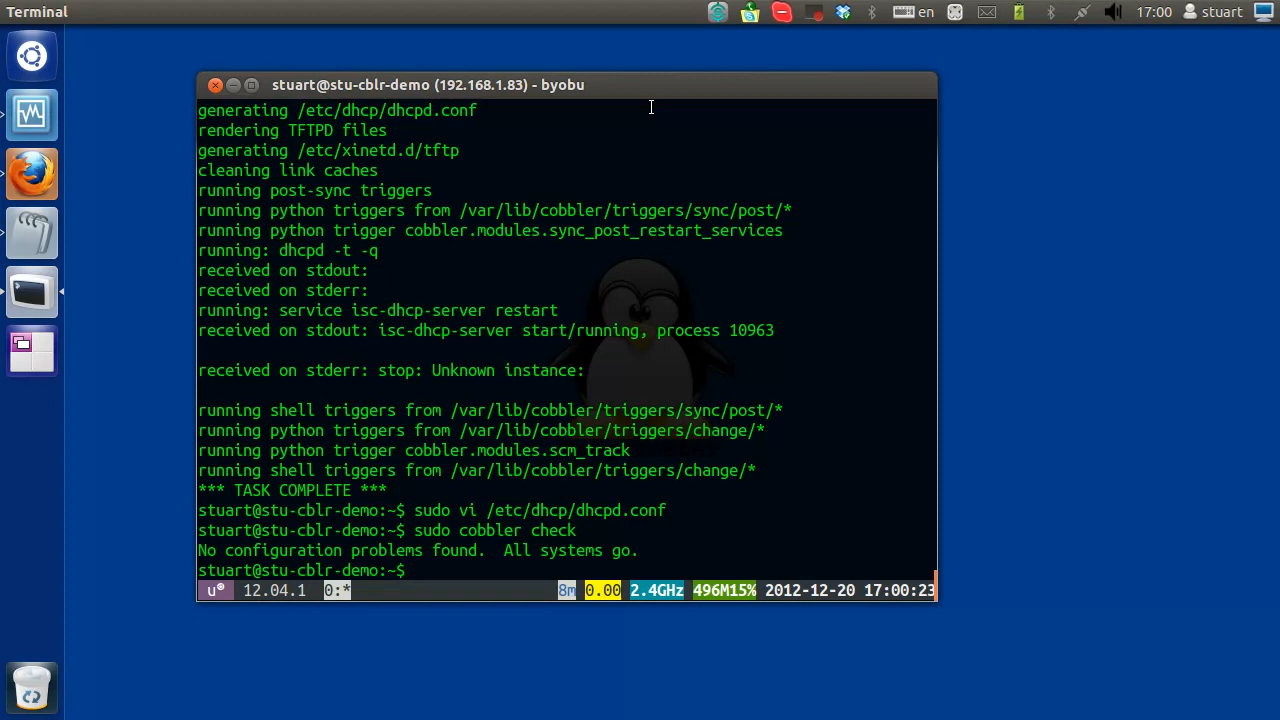 Terminal
en
17:00
stuart
stuart@stu-cblr-demo (192.168.1.83) - byobu
generating /etc/dhcp/dhcpd.conf
rendering TFTPD files
generating /etc/xinetd.d/tftp
cleaning link caches
running post-sync triggers
running python triggers from /var/lib/cobbler/triggers/sync/post/*
running python trigger cobbler.modules.sync_post_restart_services
running: dhcpd -t -q
received on stdout:
received on stderr:
running: service isc-dhcp-server restart
received on stdout: isc-dhcp-server start/running, process 10963
received on stderr: stop: Unknown instance:
running shell triggers from /var/lib/cobbler/triggers/sync/post/*
running python triggers from /var/lib/cobbler/triggers/change/*
running python trigger cobbler.modules.scm_track
running shell triggers from /var/lib/cobbler/triggers/change/*
*** TASK COMPLETE ***
stuart@stu-cblr-demo:~$ sudo vi /etc/dhcp/dhcpd.conf
stuart@stu-cblr-demo:~$ sudo cobbler check
No configuration problems found.  All systems go.
stuart@stu-cblr-demo:~$
u® 12.04.1 0:* 8m 0.00 2.4GHz 496M15% 2012-12-20 17:00:23